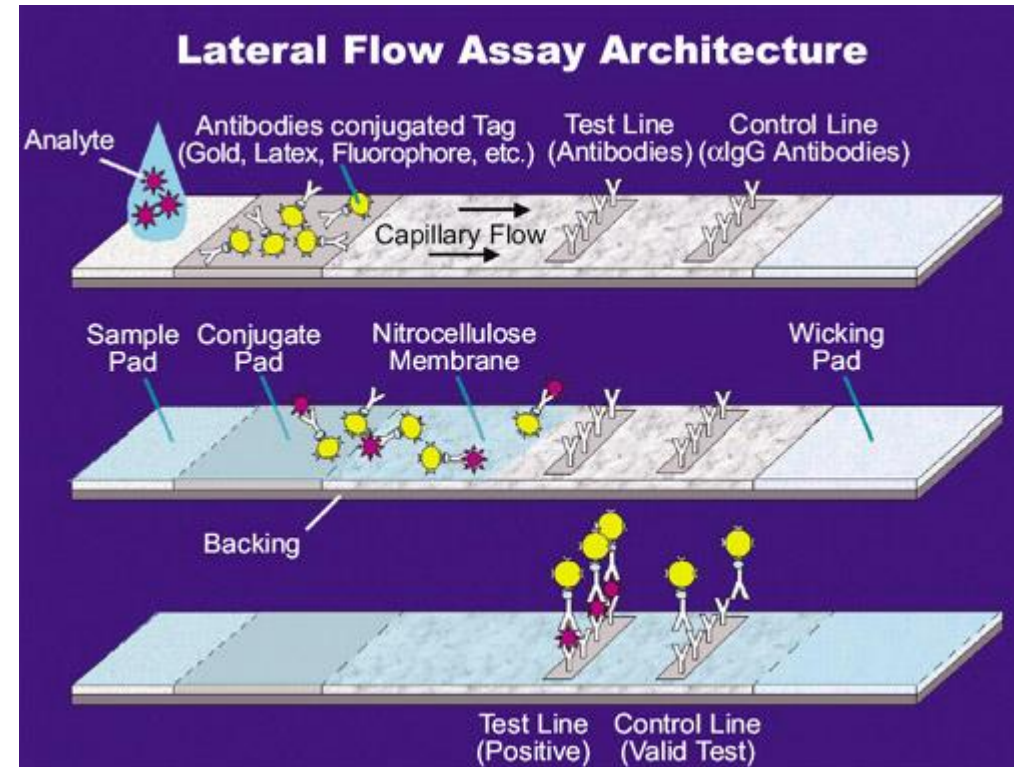 Lateral Flow Assay Architecture
Analyte
Antibodies conjugated Tag
(Gold, Latex, Fluorophore, etc.)
Test Line
(Antibodies)
Control Line
(αIgG Antibodies)
Capillary Flow
Sample
Pad
Conjugate
Pad
Nitrocellulose
Membrane
Wicking
Pad
Backing
Test Line
(Positive)
Control Line
(Valid Test)